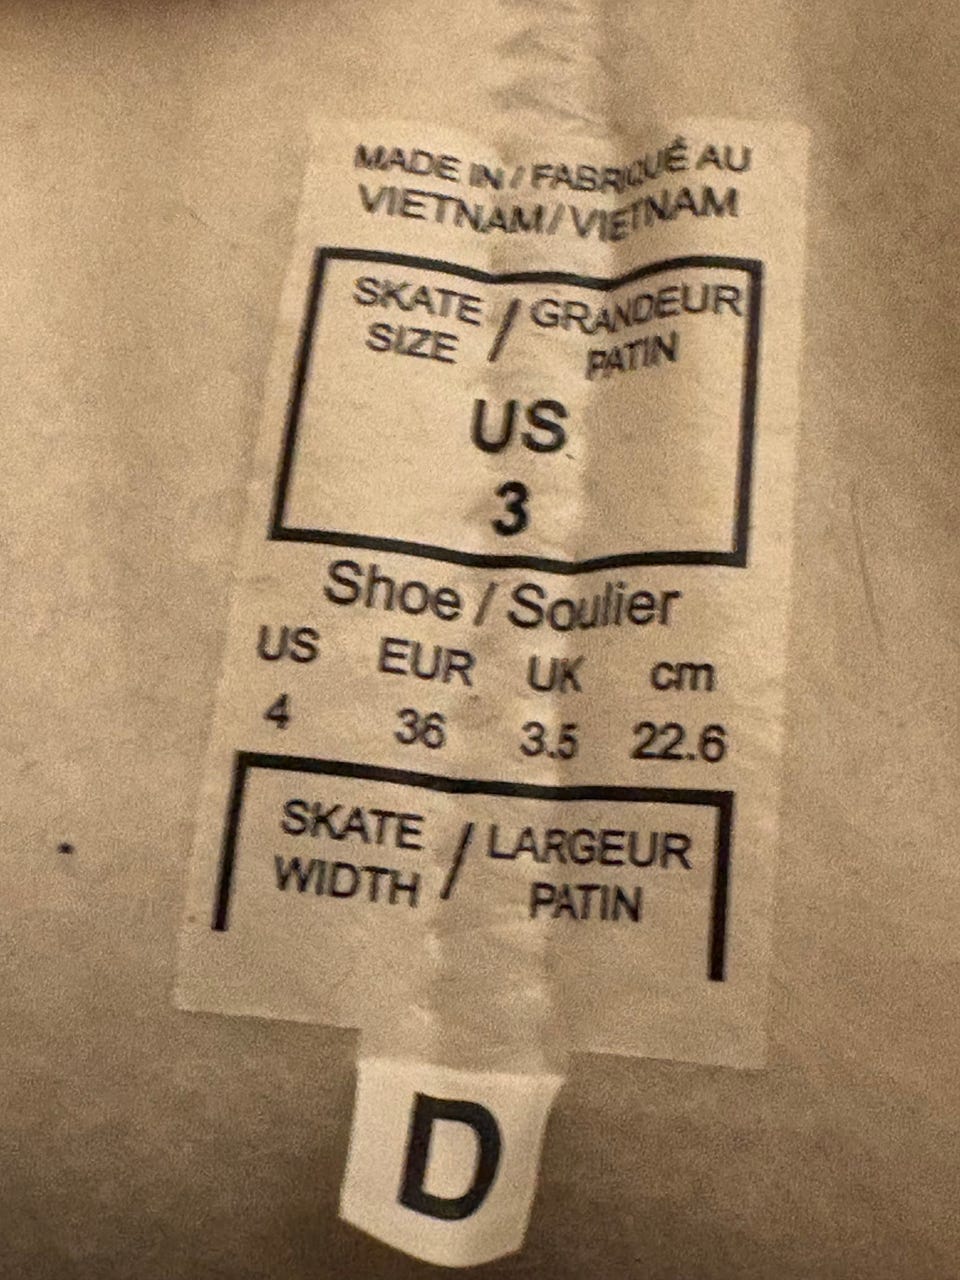 MADE IN / FABRIQUÉ AU
VIETNAM / VIETNAM
SKATE / GRANDEUR
SIZE PATIN
US
3
Shoe / Soulier
US EUR UK cm
4 36 3.5 22.6
SKATE / LARGEUR
WIDTH PATIN
D